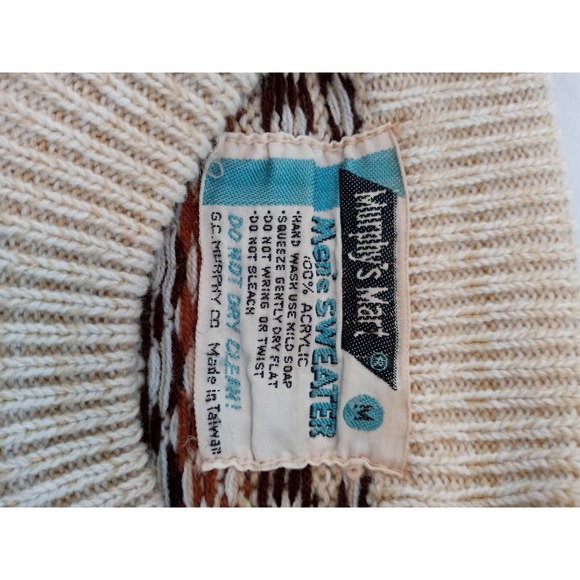 Murphy's Mart ®
M
Men's SWEATER
100% ACRYLIC
•HAND WASH USE MILD SOAP
•SQUEEZE GENTLY DRY FLAT
•DO NOT WRING OR TWIST
•DO NOT BLEACH
DO NOT DRY CLEAN!
G.C.MURPHY CO Made in Taiwan